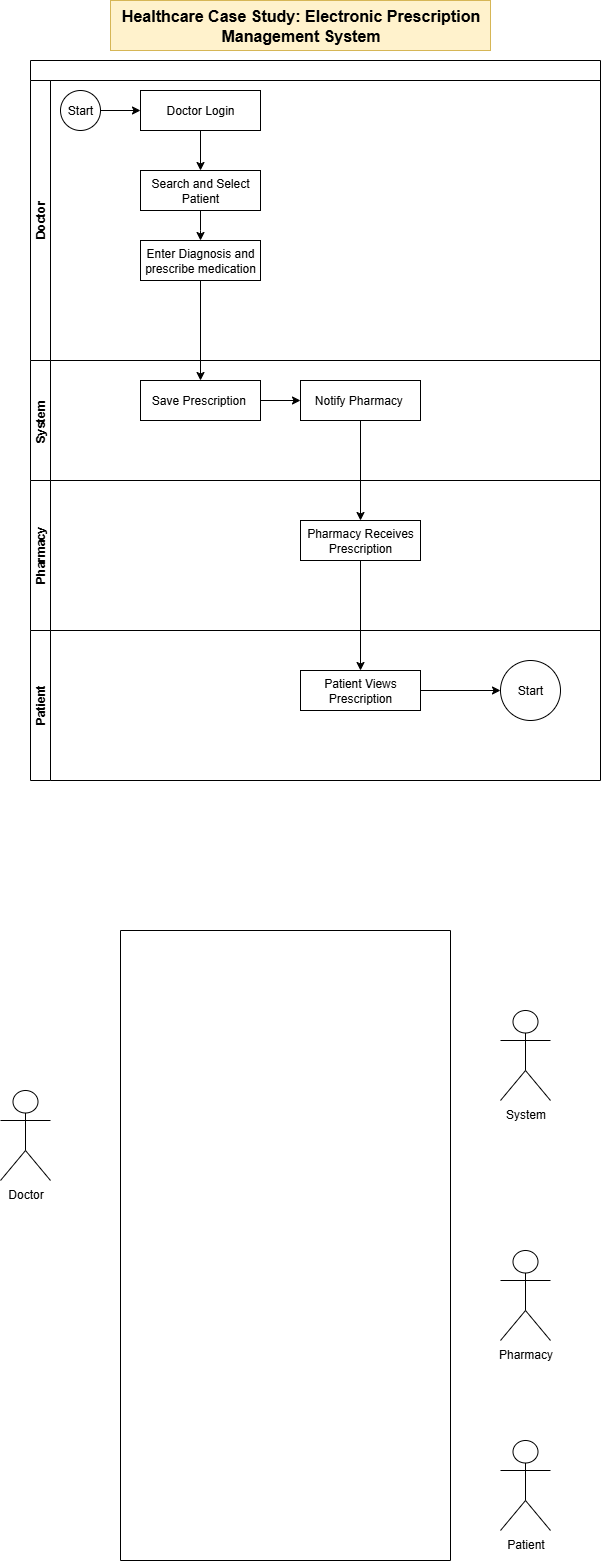 Healthcare Case Study: Electronic Prescription
Management System
Doctor
Start
Doctor Login
Search and Select
Patient
Enter Diagnosis and
prescribe medication
System
Save Prescription
Notify Pharmacy
Pharmacy
Pharmacy Receives
Prescription
Patient
Patient Views
Prescription
Start
System
Doctor
Pharmacy
Patient